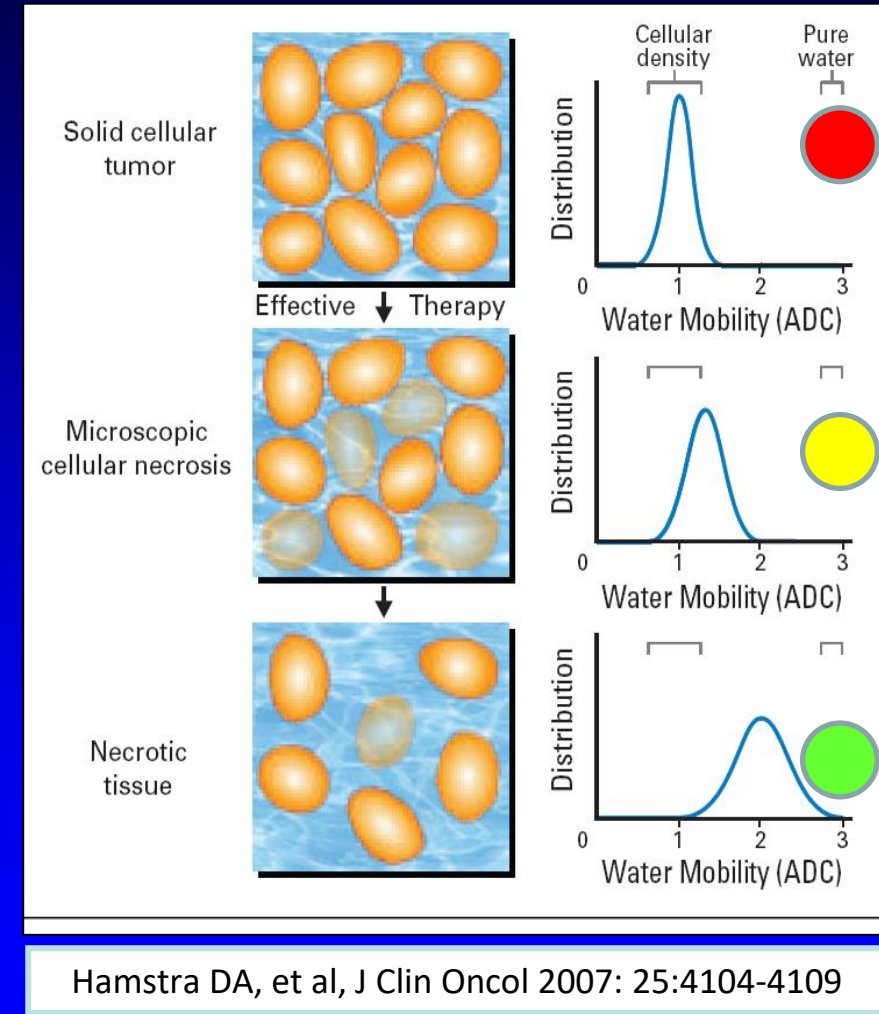 Cellular
density
Pure
water
Solid cellular
tumor
Distribution
0
1
2
3
Water Mobility (ADC)
Effective Therapy
Microscopic
cellular necrosis
Distribution
0
1
2
3
Water Mobility (ADC)
Necrotic
tissue
Distribution
0
1
2
3
Water Mobility (ADC)
Hamstra DA, et al, J Clin Oncol 2007: 25:4104-4109